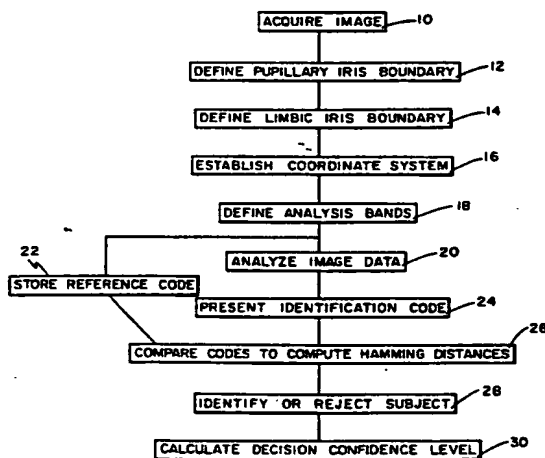 ACQUIRE IMAGE 10
DEFINE PUPILLARY IRIS BOUNDARY 12
DEFINE LIMBIC IRIS BOUNDARY 14
ESTABLISH COORDINATE SYSTEM 16
DEFINE ANALYSIS BANDS 18
22
ANALYZE IMAGE DATA 20
STORE REFERENCE CODE
PRESENT IDENTIFICATION CODE 24
COMPARE CODES TO COMPUTE HAMMING DISTANCES 26
IDENTIFY OR REJECT SUBJECT 28
CALCULATE DECISION CONFIDENCE LEVEL 30